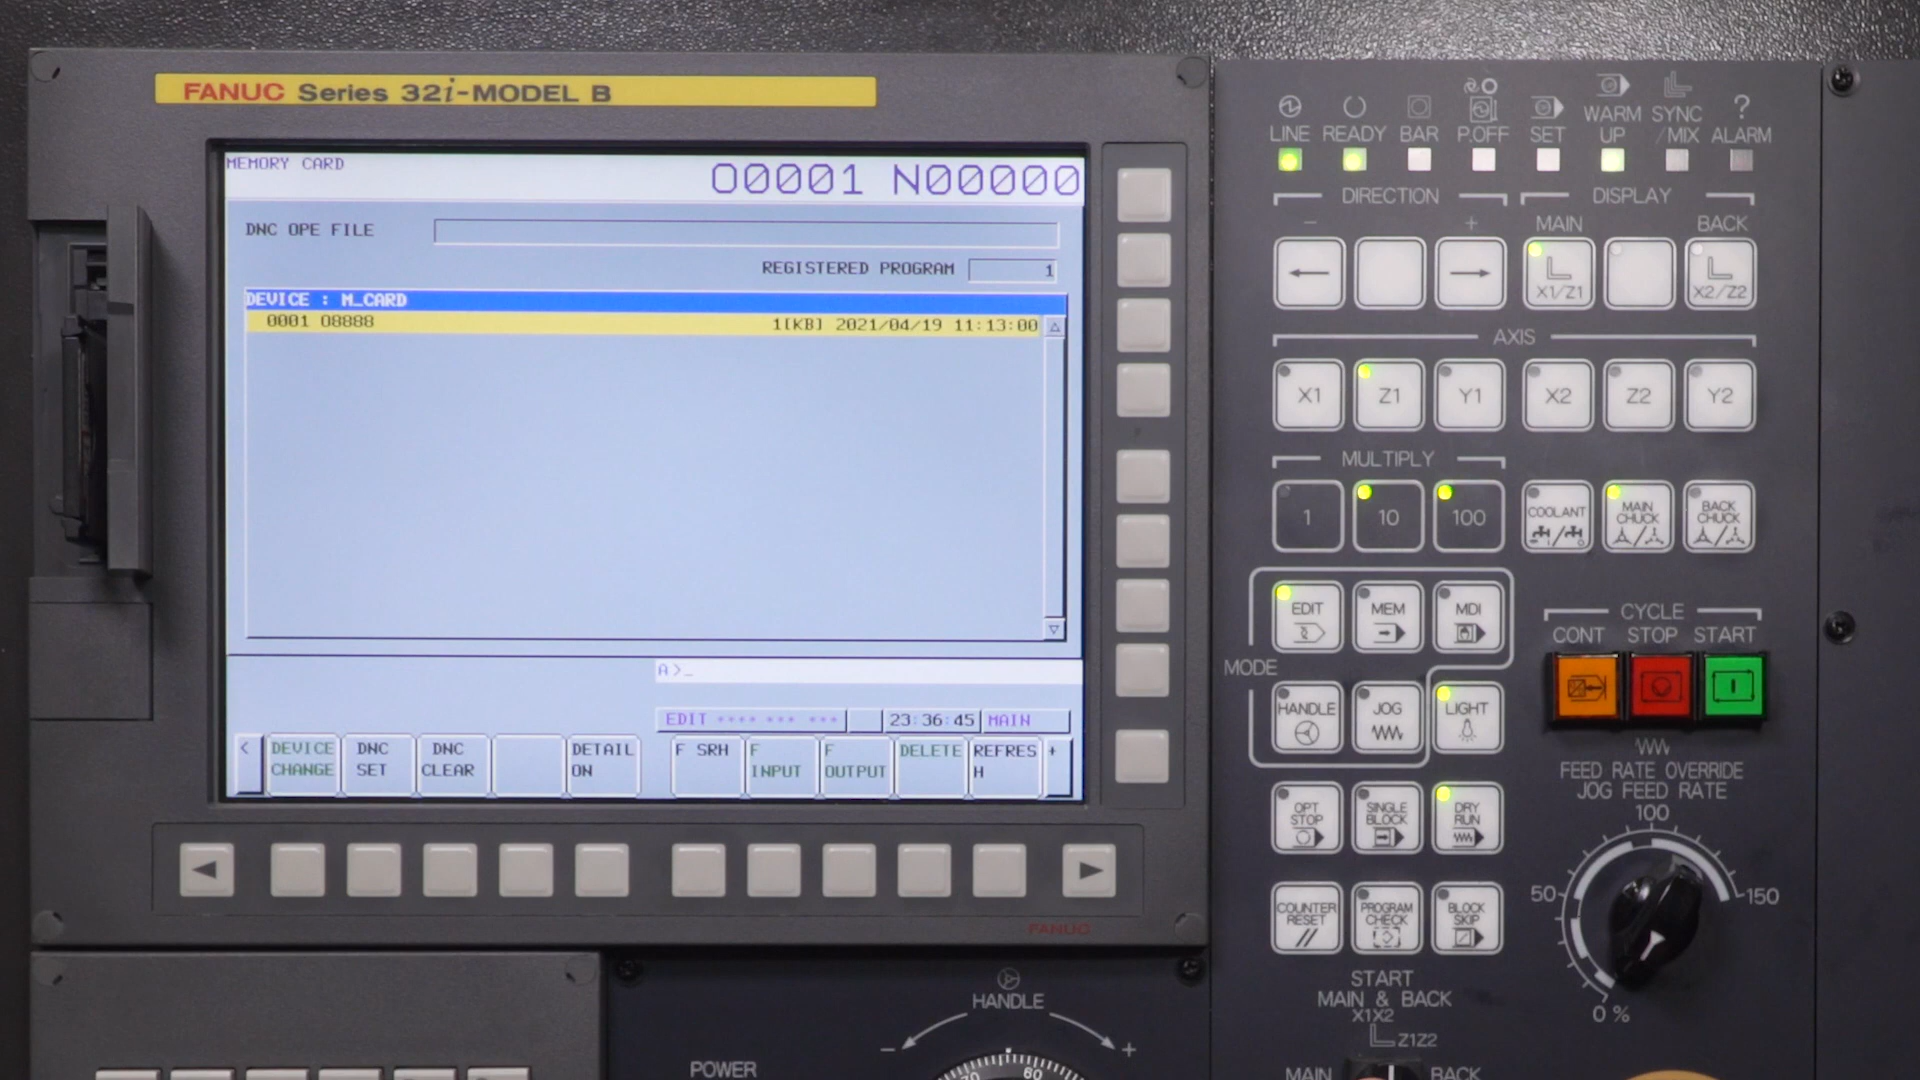 FANUC Series 32i-MODEL B
MEMORY CARD
O0001 N00000
DNC OPE FILE
REGISTERED PROGRAM 1
DEVICE : M_CARD
0001 O8888 1[KB] 2021/04/19 11:13:00
A>_
EDIT **** *** *** 23:36:45 MAIN
< DEVICE CHANGE DNC SET DNC CLEAR DETAIL ON F SRH F INPUT F OUTPUT DELETE REFRESH +
FANUC
LINE READY BAR P.OFF SET WARM UP SYNC /MIX ? ALARM
DIRECTION DISPLAY
- + MAIN BACK
X1/Z1 X2/Z2
AXIS
X1 Z1 Y1 X2 Z2 Y2
MULTIPLY
1 10 100 COOLANT MAIN CHUCK BACK CHUCK
EDIT MEM MDI
MODE
HANDLE JOG LIGHT
CYCLE
CONT STOP START
OPT STOP SINGLE BLOCK DRY RUN
FEED RATE OVERRIDE
JOG FEED RATE
100
50 150
0 %
COUNTER RESET PROGRAM CHECK BLOCK SKIP
START
MAIN & BACK
X1X2
Z1Z2
MAIN BACK
HANDLE
- +
POWER
70 60